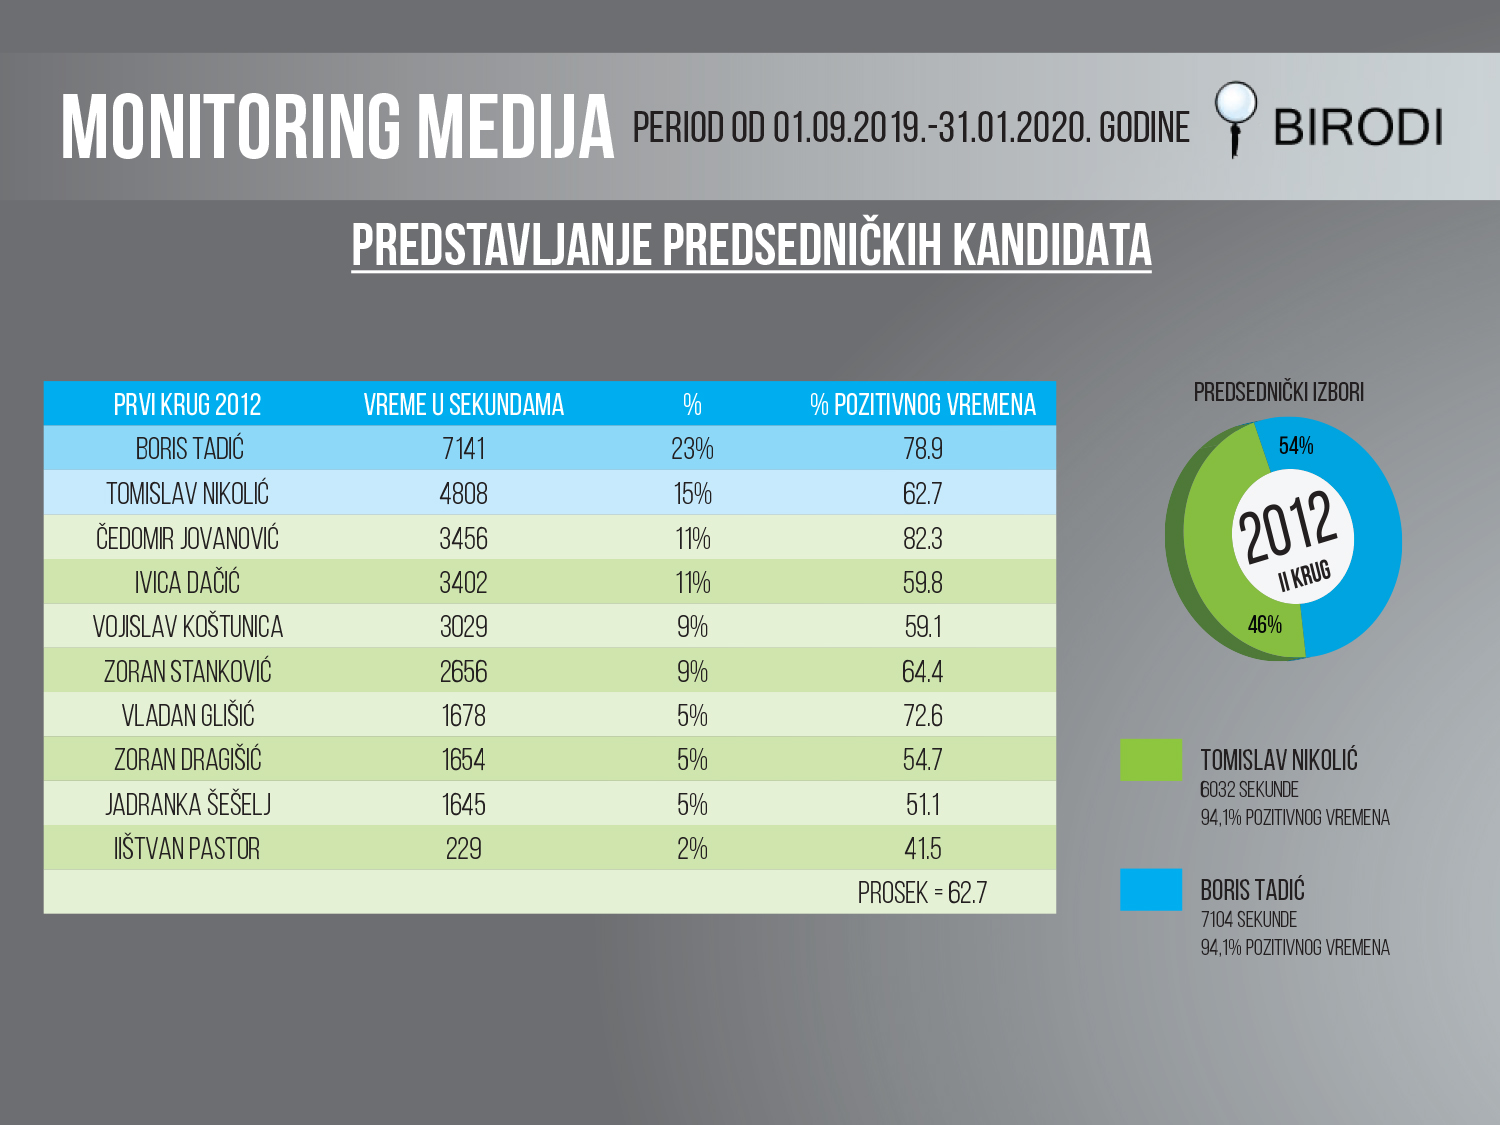 MONITORING MEDIJA PERIOD OD 01.09.2019.-31.01.2020. GODINE BIRODI
PREDSTAVLJANJE PREDSEDNIČKIH KANDIDATA
PRVI KRUG 2012 VREME U SEKUNDAMA % % POZITIVNOG VREMENA
BORIS TADIĆ 7141 23% 78.9
TOMISLAV NIKOLIĆ 4808 15% 62.7
ČEDOMIR JOVANOVIĆ 3456 11% 82.3
IVICA DAČIĆ 3402 11% 59.8
VOJISLAV KOŠTUNICA 3029 9% 59.1
ZORAN STANKOVIĆ 2656 9% 64.4
VLADAN GLIŠIĆ 1678 5% 72.6
ZORAN DRAGIŠIĆ 1654 5% 54.7
JADRANKA ŠEŠELJ 1645 5% 51.1
IIŠTVAN PASTOR 229 2% 41.5
PROSEK = 62.7
PREDSEDNIČKI IZBORI
54%
2012
II KRUG
46%
TOMISLAV NIKOLIĆ
6032 SEKUNDE
94,1% POZITIVNOG VREMENA
BORIS TADIĆ
7104 SEKUNDE
94,1% POZITIVNOG VREMENA